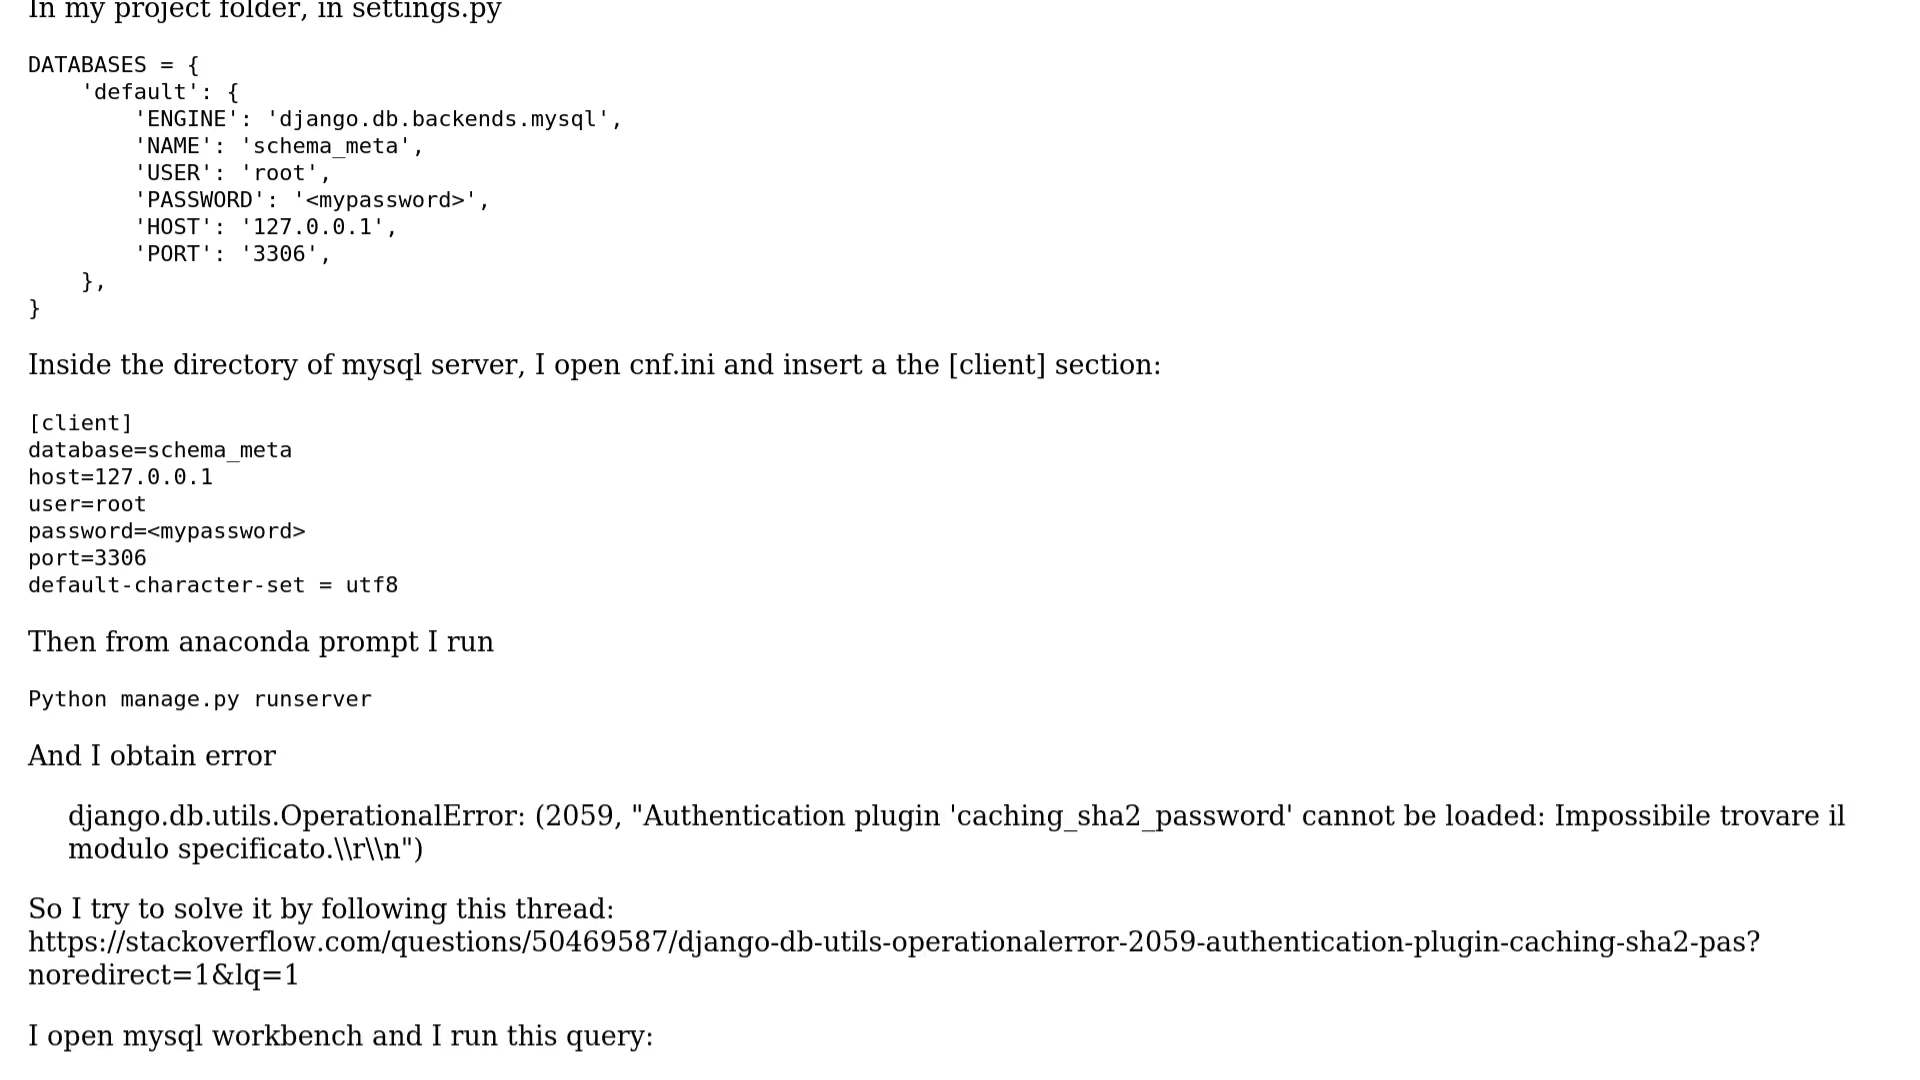 In my project folder, in settings.py
DATABASES = {
    'default': {
        'ENGINE': 'django.db.backends.mysql',
        'NAME': 'schema_meta',
        'USER': 'root',
        'PASSWORD': '<mypassword>',
        'HOST': '127.0.0.1',
        'PORT': '3306',
    },
}
Inside the directory of mysql server, I open cnf.ini and insert a the [client] section:
[client]
database=schema_meta
host=127.0.0.1
user=root
password=<mypassword>
port=3306
default-character-set = utf8
Then from anaconda prompt I run
Python manage.py runserver
And I obtain error
django.db.utils.OperationalError: (2059, "Authentication plugin 'caching_sha2_password' cannot be loaded: Impossibile trovare il
modulo specificato.\\r\\n")
So I try to solve it by following this thread:
https://stackoverflow.com/questions/50469587/django-db-utils-operationalerror-2059-authentication-plugin-caching-sha2-pas?
noredirect=1&lq=1
I open mysql workbench and I run this query: